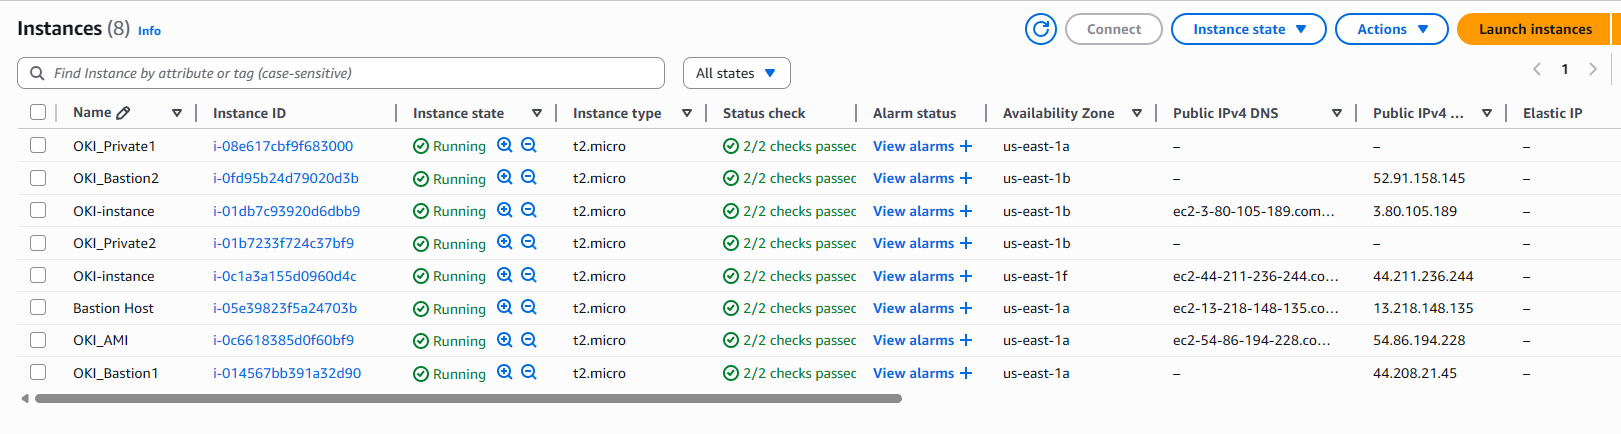 Instances (8) Info Connect Instance state Actions Launch instances
Find Instance by attribute or tag (case-sensitive) All states 1
Name Instance ID Instance state Instance type Status check Alarm status Availability Zone Public IPv4 DNS Public IPv4 ... Elastic IP
OKI_Private1 i-08e617cbf9f683000 Running t2.micro 2/2 checks passed View alarms + us-east-1a – – –
OKI_Bastion2 i-0fd95b24d79020d3b Running t2.micro 2/2 checks passed View alarms + us-east-1b – 52.91.158.145 –
OKI-instance i-01db7c93920d6dbb9 Running t2.micro 2/2 checks passed View alarms + us-east-1b ec2-3-80-105-189.com... 3.80.105.189 –
OKI_Private2 i-01b7233f724c37bf9 Running t2.micro 2/2 checks passed View alarms + us-east-1b – – –
OKI-instance i-0c1a3a155d0960d4c Running t2.micro 2/2 checks passed View alarms + us-east-1f ec2-44-211-236-244.co... 44.211.236.244 –
Bastion Host i-05e39823f5a24703b Running t2.micro 2/2 checks passed View alarms + us-east-1a ec2-13-218-148-135.co... 13.218.148.135 –
OKI_AMI i-0c6618385d0f60bf9 Running t2.micro 2/2 checks passed View alarms + us-east-1a ec2-54-86-194-228.co... 54.86.194.228 –
OKI_Bastion1 i-014567bb391a32d90 Running t2.micro 2/2 checks passed View alarms + us-east-1a – 44.208.21.45 –